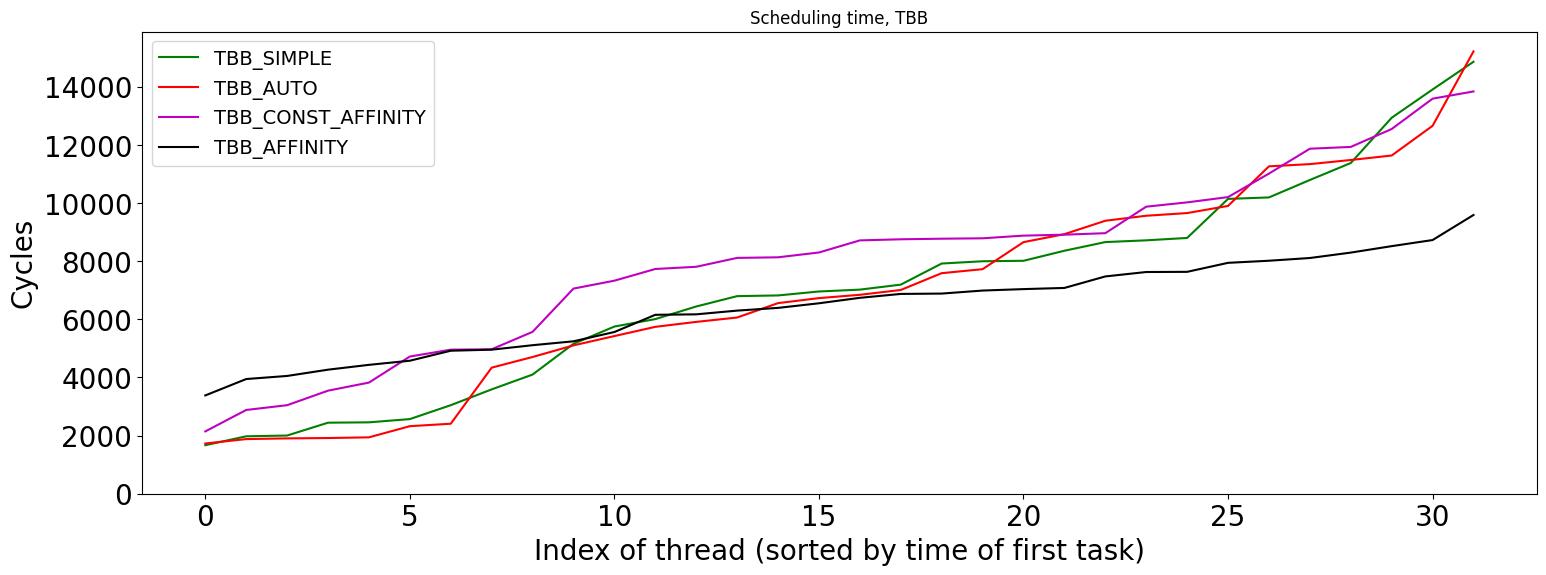 Scheduling time, TBB
TBB_SIMPLE
TBB_AUTO
TBB_CONST_AFFINITY
TBB_AFFINITY
Cycles
14000
12000
10000
8000
6000
4000
2000
0
0 5 10 15 20 25 30
Index of thread (sorted by time of first task)